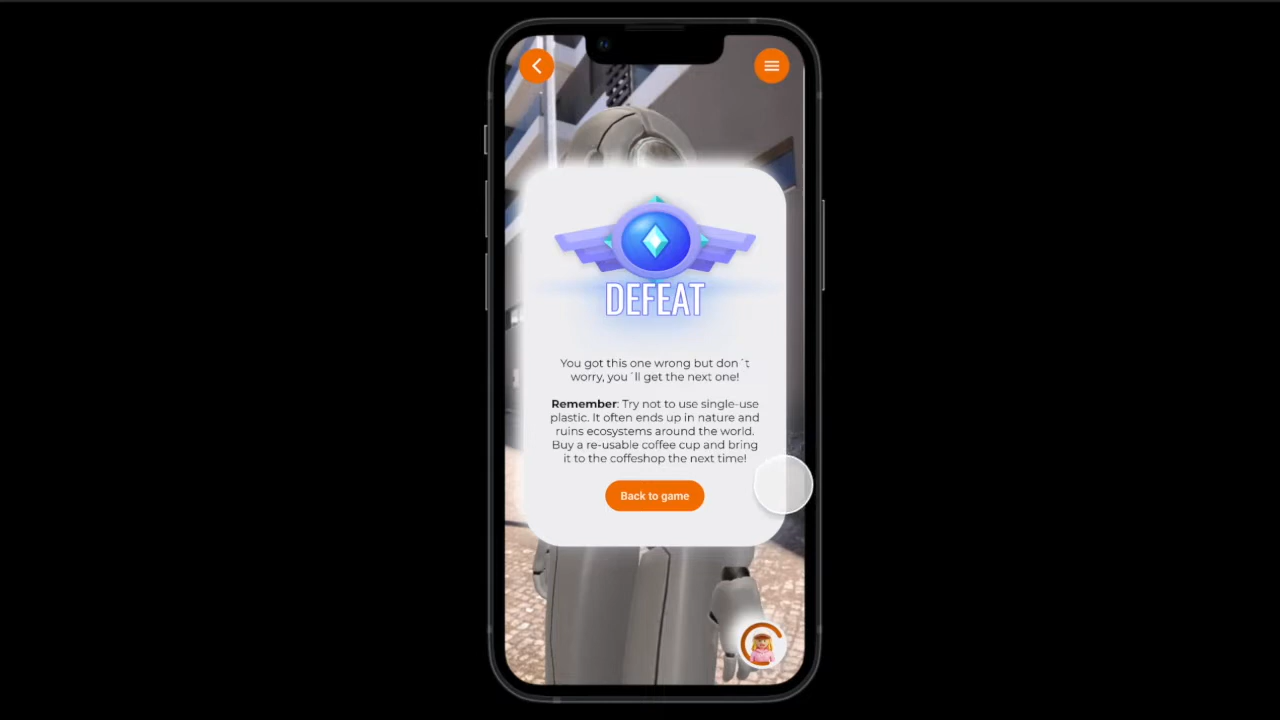 DEFEAT
You got this one wrong but don´t
worry, you´ll get the next one!
Remember: Try not to use single-use
plastic. It often ends up in nature and
ruins ecosystems around the world.
Buy a re-usable coffee cup and bring
it to the coffeshop the next time!
Back to game